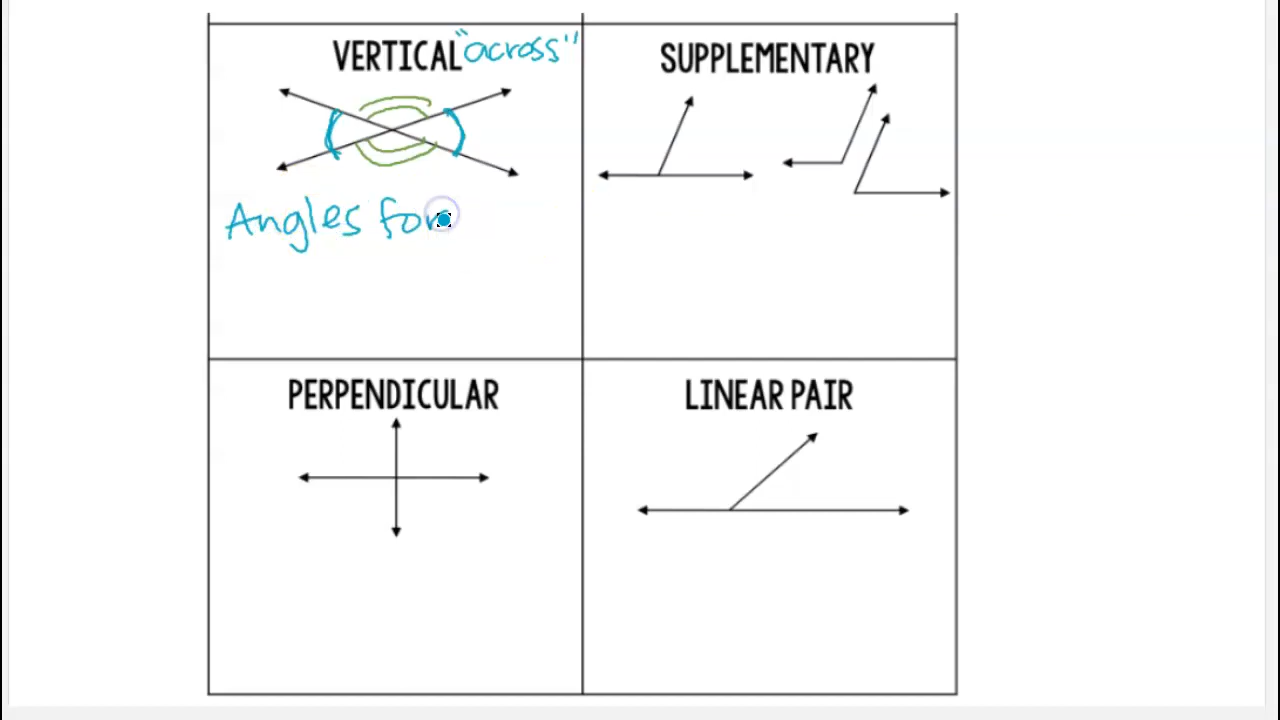 VERTICAL "across"
SUPPLEMENTARY
Angles for
PERPENDICULAR
LINEAR PAIR